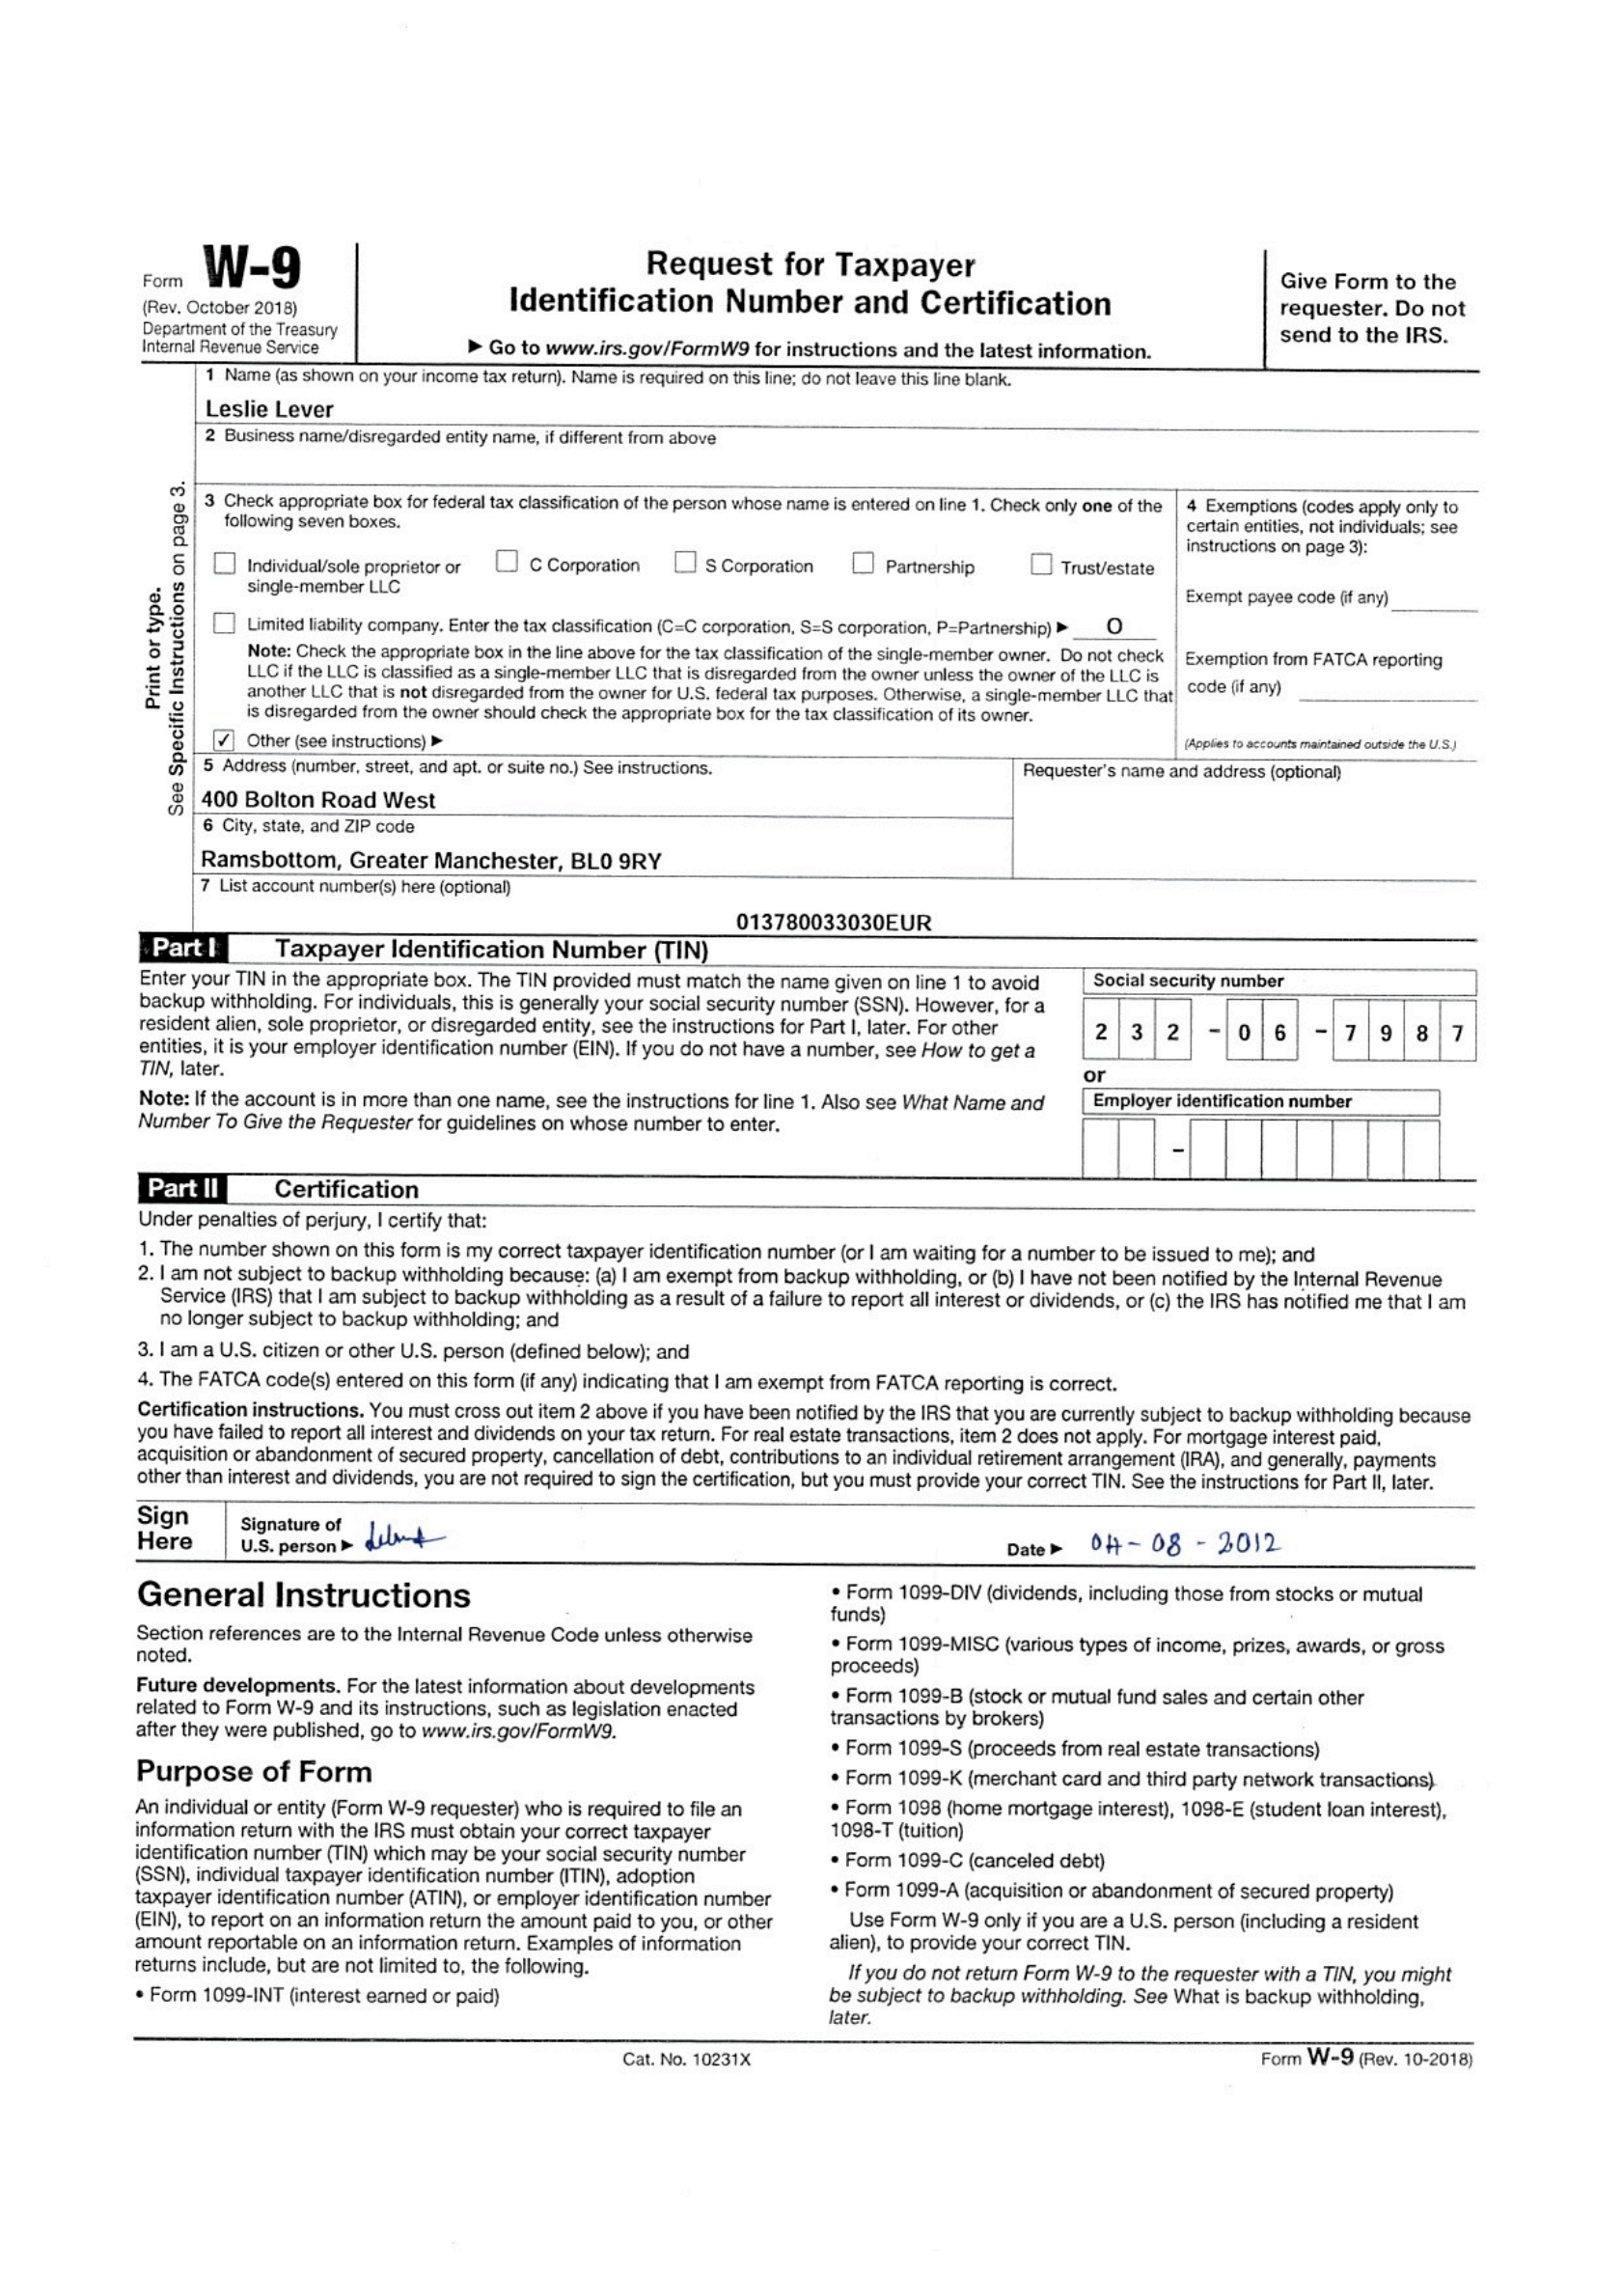 Form W-9
(Rev. October 2018)
Department of the Treasury
Internal Revenue Service
Request for Taxpayer
Identification Number and Certification
▶ Go to www.irs.gov/FormW9 for instructions and the latest information.
Give Form to the
requester. Do not
send to the IRS.
Print or type.
See Specific Instructions on page 3.
1 Name (as shown on your income tax return). Name is required on this line; do not leave this line blank.
Leslie Lever
2 Business name/disregarded entity name, if different from above
3 Check appropriate box for federal tax classification of the person whose name is entered on line 1. Check only one of the
following seven boxes.
☐ Individual/sole proprietor or ☐ C Corporation ☐ S Corporation ☐ Partnership ☐ Trust/estate
single-member LLC
☐ Limited liability company. Enter the tax classification (C=C corporation, S=S corporation, P=Partnership) ▶ O
Note: Check the appropriate box in the line above for the tax classification of the single-member owner. Do not check
LLC if the LLC is classified as a single-member LLC that is disregarded from the owner unless the owner of the LLC is
another LLC that is not disregarded from the owner for U.S. federal tax purposes. Otherwise, a single-member LLC that
is disregarded from the owner should check the appropriate box for the tax classification of its owner.
✓ Other (see instructions) ▶
4 Exemptions (codes apply only to
certain entities, not individuals; see
instructions on page 3):
Exempt payee code (if any)
Exemption from FATCA reporting
code (if any)
(Applies to accounts maintained outside the U.S.)
5 Address (number, street, and apt. or suite no.) See instructions.
400 Bolton Road West
Requester's name and address (optional)
6 City, state, and ZIP code
Ramsbottom, Greater Manchester, BL0 9RY
7 List account number(s) here (optional)
013780033030EUR
Part I Taxpayer Identification Number (TIN)
Enter your TIN in the appropriate box. The TIN provided must match the name given on line 1 to avoid
backup withholding. For individuals, this is generally your social security number (SSN). However, for a
resident alien, sole proprietor, or disregarded entity, see the instructions for Part I, later. For other
entities, it is your employer identification number (EIN). If you do not have a number, see How to get a
TIN, later.
Note: If the account is in more than one name, see the instructions for line 1. Also see What Name and
Number To Give the Requester for guidelines on whose number to enter.
Social security number
2 3 2 - 0 6 - 7 9 8 7
or
Employer identification number
-
Part II Certification
Under penalties of perjury, I certify that:
1. The number shown on this form is my correct taxpayer identification number (or I am waiting for a number to be issued to me); and
2. I am not subject to backup withholding because: (a) I am exempt from backup withholding, or (b) I have not been notified by the Internal Revenue
Service (IRS) that I am subject to backup withholding as a result of a failure to report all interest or dividends, or (c) the IRS has notified me that I am
no longer subject to backup withholding; and
3. I am a U.S. citizen or other U.S. person (defined below); and
4. The FATCA code(s) entered on this form (if any) indicating that I am exempt from FATCA reporting is correct.
Certification instructions. You must cross out item 2 above if you have been notified by the IRS that you are currently subject to backup withholding because
you have failed to report all interest and dividends on your tax return. For real estate transactions, item 2 does not apply. For mortgage interest paid,
acquisition or abandonment of secured property, cancellation of debt, contributions to an individual retirement arrangement (IRA), and generally, payments
other than interest and dividends, you are not required to sign the certification, but you must provide your correct TIN. See the instructions for Part II, later.
Sign
Here
Signature of
U.S. person ▶
Date ▶ 04-08-2012
General Instructions
Section references are to the Internal Revenue Code unless otherwise
noted.
Future developments. For the latest information about developments
related to Form W-9 and its instructions, such as legislation enacted
after they were published, go to www.irs.gov/FormW9.
Purpose of Form
An individual or entity (Form W-9 requester) who is required to file an
information return with the IRS must obtain your correct taxpayer
identification number (TIN) which may be your social security number
(SSN), individual taxpayer identification number (ITIN), adoption
taxpayer identification number (ATIN), or employer identification number
(EIN), to report on an information return the amount paid to you, or other
amount reportable on an information return. Examples of information
returns include, but are not limited to, the following.
• Form 1099-INT (interest earned or paid)
• Form 1099-DIV (dividends, including those from stocks or mutual
funds)
• Form 1099-MISC (various types of income, prizes, awards, or gross
proceeds)
• Form 1099-B (stock or mutual fund sales and certain other
transactions by brokers)
• Form 1099-S (proceeds from real estate transactions)
• Form 1099-K (merchant card and third party network transactions)
• Form 1098 (home mortgage interest), 1098-E (student loan interest),
1098-T (tuition)
• Form 1099-C (canceled debt)
• Form 1099-A (acquisition or abandonment of secured property)
Use Form W-9 only if you are a U.S. person (including a resident
alien), to provide your correct TIN.
If you do not return Form W-9 to the requester with a TIN, you might
be subject to backup withholding. See What is backup withholding,
later.
Cat. No. 10231X
Form W-9 (Rev. 10-2018)